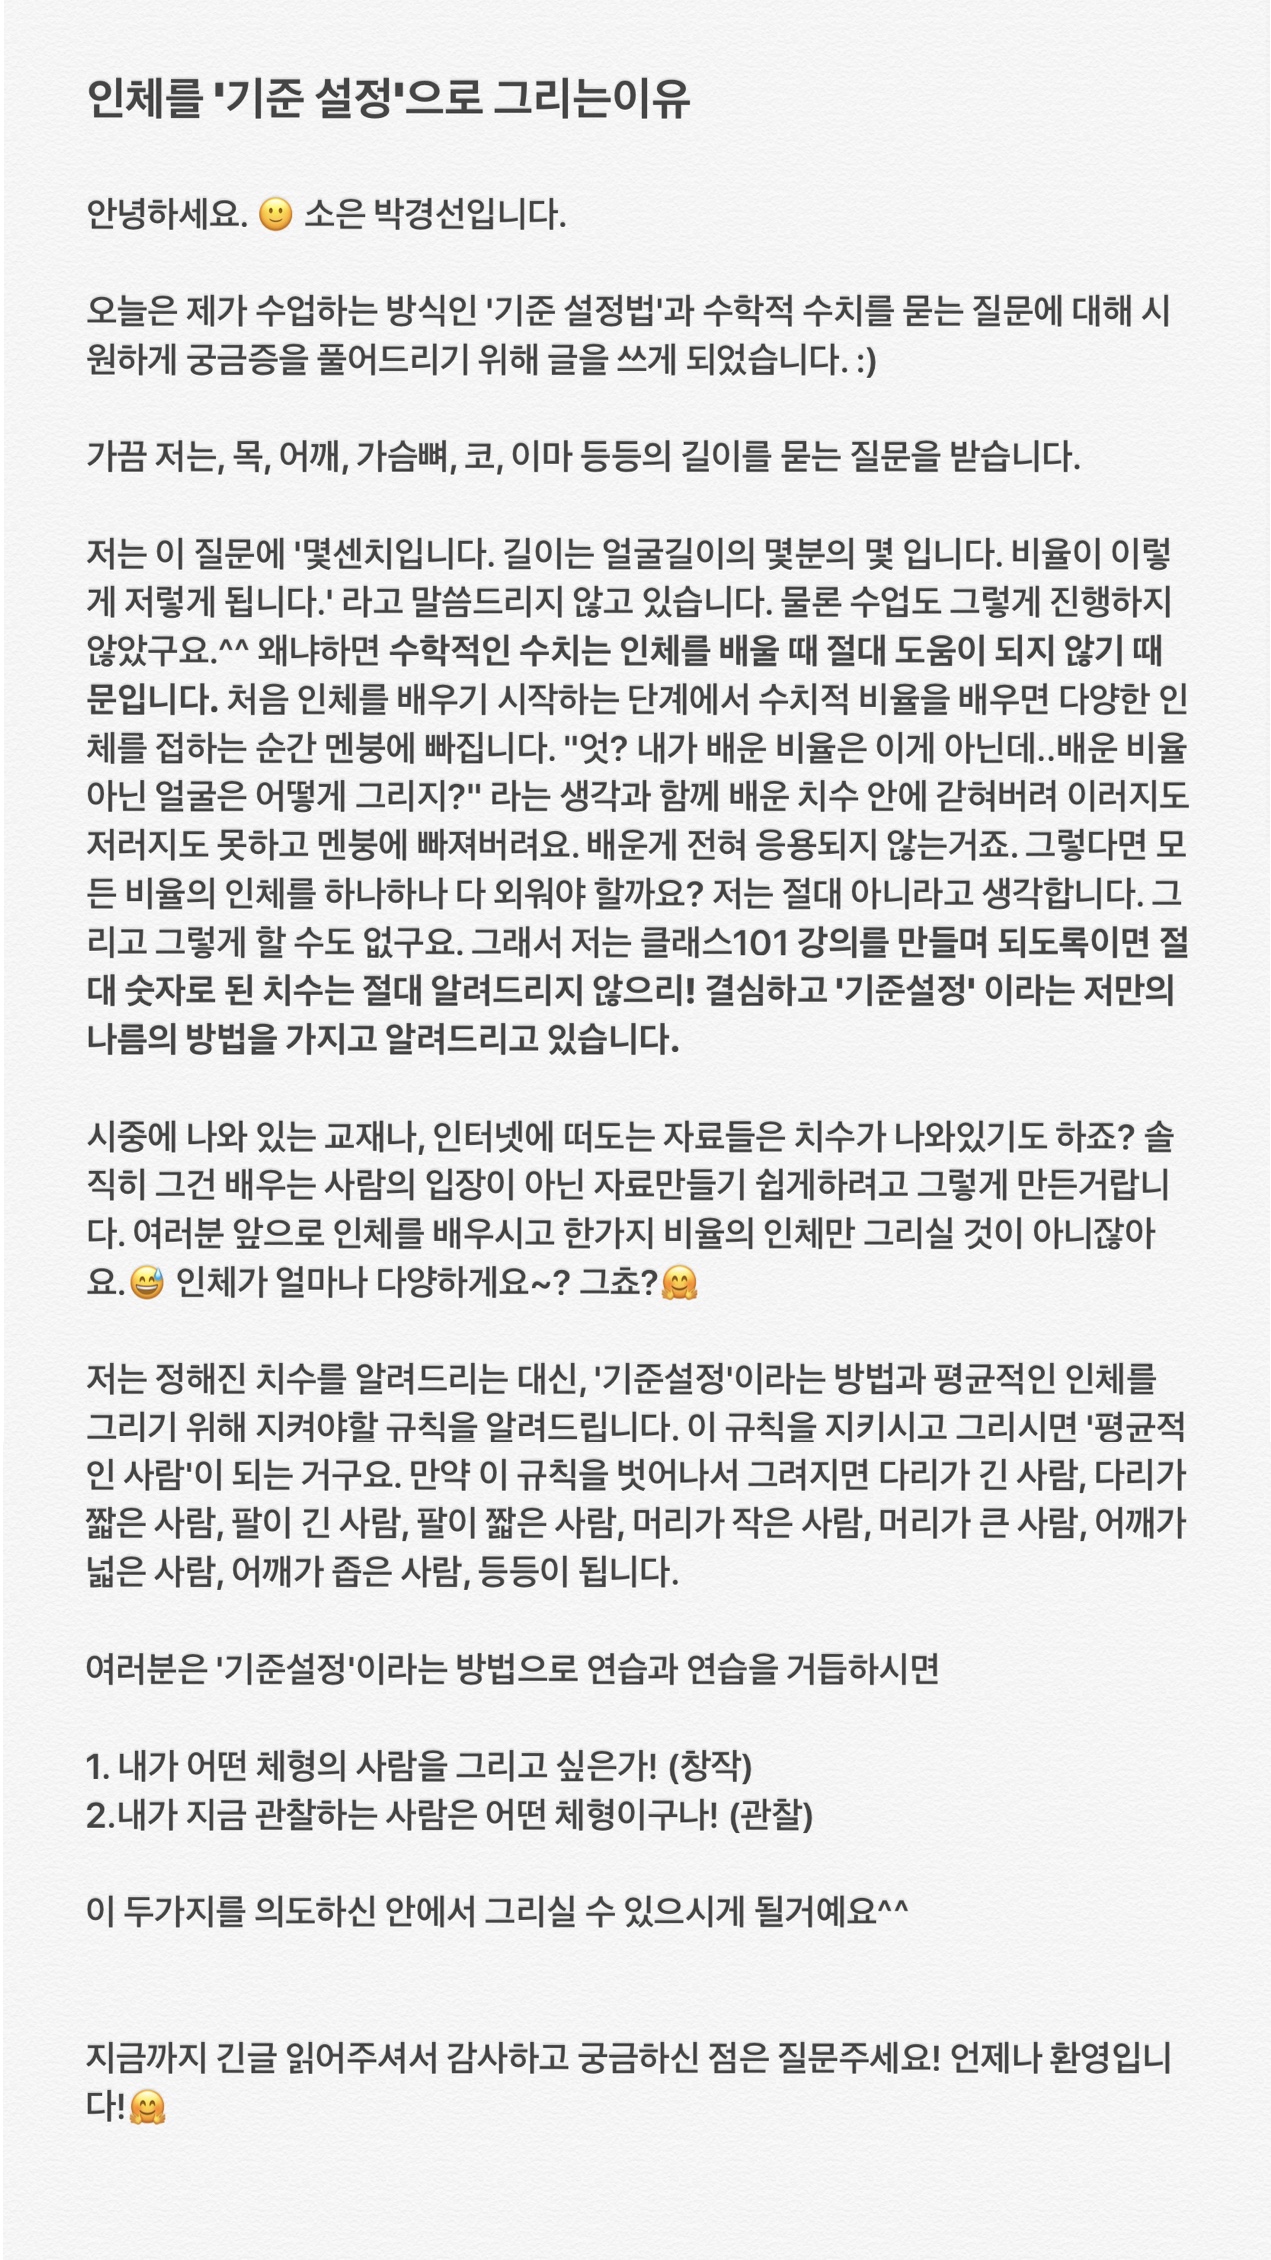 인체를 '기준 설정'으로 그리는이유
안녕하세요. 🙂 소은 박경선입니다.
오늘은 제가 수업하는 방식인 '기준 설정법'과 수학적 수치를 묻는 질문에 대해 시
원하게 궁금증을 풀어드리기 위해 글을 쓰게 되었습니다. :)
가끔 저는, 목, 어깨, 가슴뼈, 코, 이마 등등의 길이를 묻는 질문을 받습니다.
저는 이 질문에 '몇센치입니다. 길이는 얼굴길이의 몇분의 몇 입니다. 비율이 이렇
게 저렇게 됩니다.' 라고 말씀드리지 않고 있습니다. 물론 수업도 그렇게 진행하지
않았구요.^^ 왜냐하면 수학적인 수치는 인체를 배울 때 절대 도움이 되지 않기 때
문입니다. 처음 인체를 배우기 시작하는 단계에서 수치적 비율을 배우면 다양한 인
체를 접하는 순간 멘붕에 빠집니다. "엇? 내가 배운 비율은 이게 아닌데..배운 비율
아닌 얼굴은 어떻게 그리지?" 라는 생각과 함께 배운 치수 안에 갇혀버려 이러지도
저러지도 못하고 멘붕에 빠져버려요. 배운게 전혀 응용되지 않는거죠. 그렇다면 모
든 비율의 인체를 하나하나 다 외워야 할까요? 저는 절대 아니라고 생각합니다. 그
리고 그렇게 할 수도 없구요. 그래서 저는 클래스101 강의를 만들며 되도록이면 절
대 숫자로 된 치수는 절대 알려드리지 않으리! 결심하고 '기준설정' 이라는 저만의
나름의 방법을 가지고 알려드리고 있습니다.
시중에 나와 있는 교재나, 인터넷에 떠도는 자료들은 치수가 나와있기도 하죠? 솔
직히 그건 배우는 사람의 입장이 아닌 자료만들기 쉽게하려고 그렇게 만든거랍니
다. 여러분 앞으로 인체를 배우시고 한가지 비율의 인체만 그리실 것이 아니잖아
요.😅 인체가 얼마나 다양하게요~? 그쵸?🤗
저는 정해진 치수를 알려드리는 대신, '기준설정'이라는 방법과 평균적인 인체를
그리기 위해 지켜야할 규칙을 알려드립니다. 이 규칙을 지키시고 그리시면 '평균적
인 사람'이 되는 거구요. 만약 이 규칙을 벗어나서 그려지면 다리가 긴 사람, 다리가
짧은 사람, 팔이 긴 사람, 팔이 짧은 사람, 머리가 작은 사람, 머리가 큰 사람, 어깨가
넓은 사람, 어깨가 좁은 사람, 등등이 됩니다.
여러분은 '기준설정'이라는 방법으로 연습과 연습을 거듭하시면
1. 내가 어떤 체형의 사람을 그리고 싶은가! (창작)
2.내가 지금 관찰하는 사람은 어떤 체형이구나! (관찰)
이 두가지를 의도하신 안에서 그리실 수 있으시게 될거예요^^
지금까지 긴글 읽어주셔서 감사하고 궁금하신 점은 질문주세요! 언제나 환영입니
다!🤗